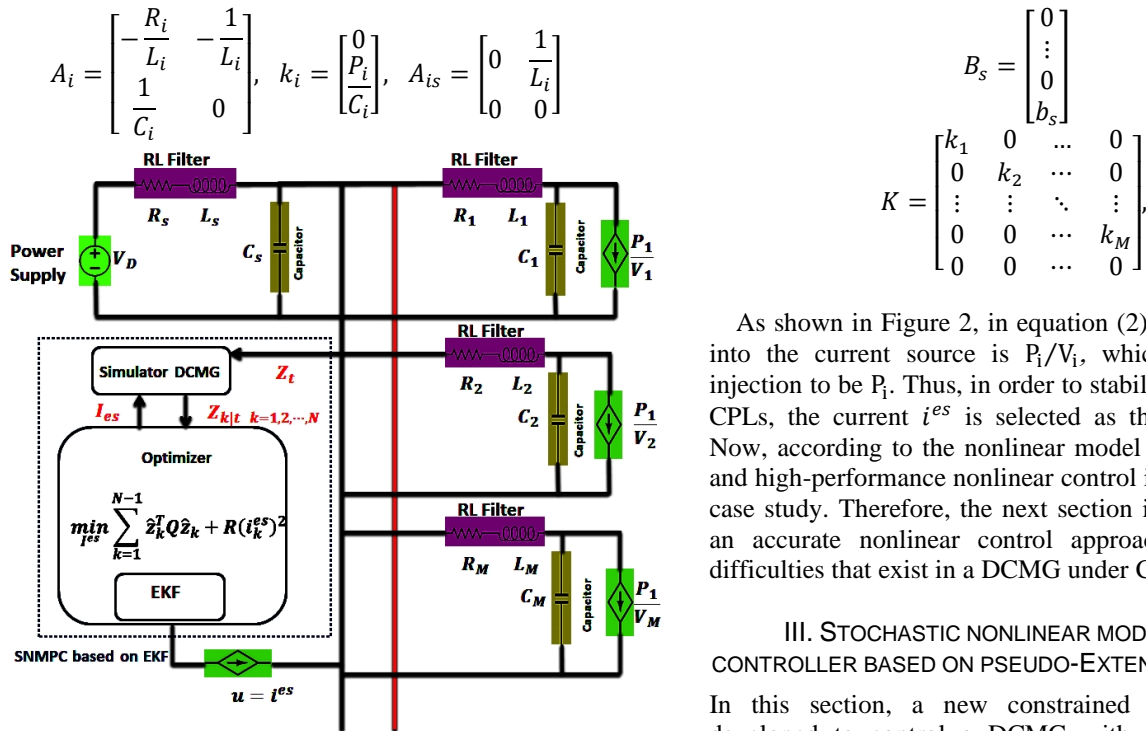 A_i = [−R_i/L_i −1/L_i; 1/C_i 0], k_i = [0; P_i/C_i], A_is = [0 1/L_i; 0 0]
RL Filter
R_s L_s
C_s
Capacitor
Power
Supply
V_D
RL Filter
R_1 L_1
C_1
Capacitor
P_1/V_1
RL Filter
R_2 L_2
C_2
Capacitor
P_1/V_2
RL Filter
R_M L_M
C_M
Capacitor
P_1/V_M
Simulator DCMG
Z_t
I_es
Z_{k|t} k=1,2,⋯,N
Optimizer
min_{I^es} ∑_{k=1}^{N−1} ẑ_k^T Q ẑ_k + R(i_k^es)^2
EKF
SNMPC based on EKF
u = i^es
B_s = [0; ⋮; 0; b_s]
K = [k_1 0 … 0; 0 k_2 ⋯ 0; ⋮ ⋮ ⋱ ⋮; 0 0 ⋯ k_M; 0 0 ⋯ 0],
As shown in Figure 2, in equation (2)
into the current source is P_i/V_i, whic
injection to be P_i. Thus, in order to stabil
CPLs, the current i^es is selected as th
Now, according to the nonlinear model
and high-performance nonlinear control i
case study. Therefore, the next section i
an accurate nonlinear control approac
difficulties that exist in a DCMG under C
III. STOCHASTIC NONLINEAR MOD
CONTROLLER BASED ON PSEUDO-EXTEN
In this section, a new constrained